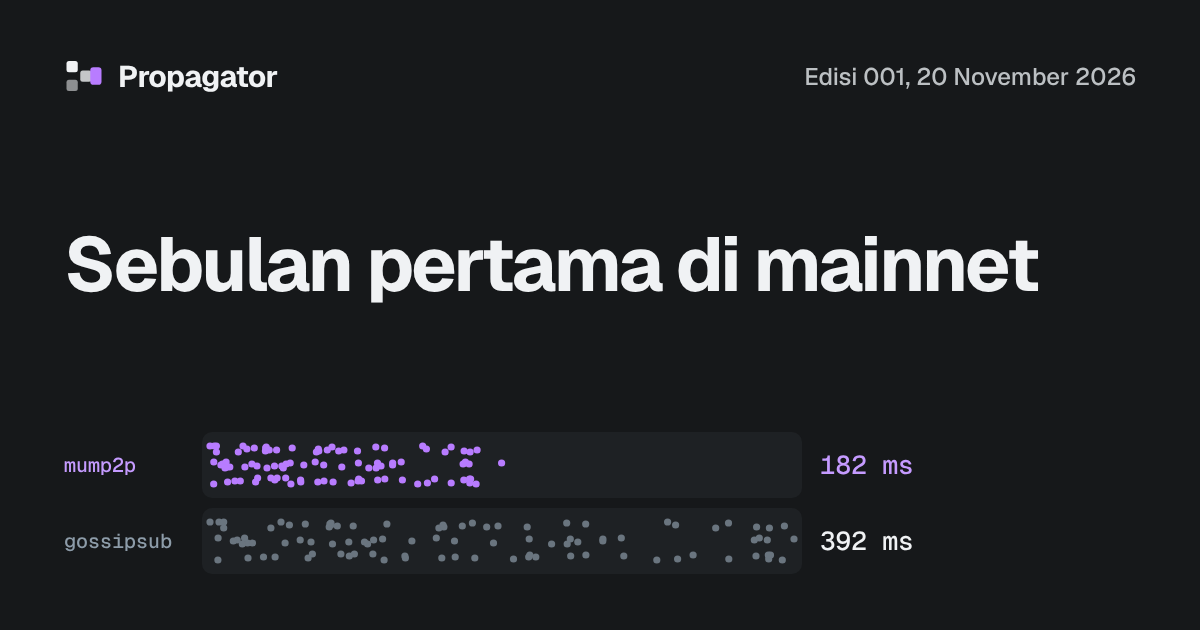 Propagator
Edisi 001, 20 November 2026
Sebulan pertama di mainnet
mump2p
182 ms
gossipsub
392 ms